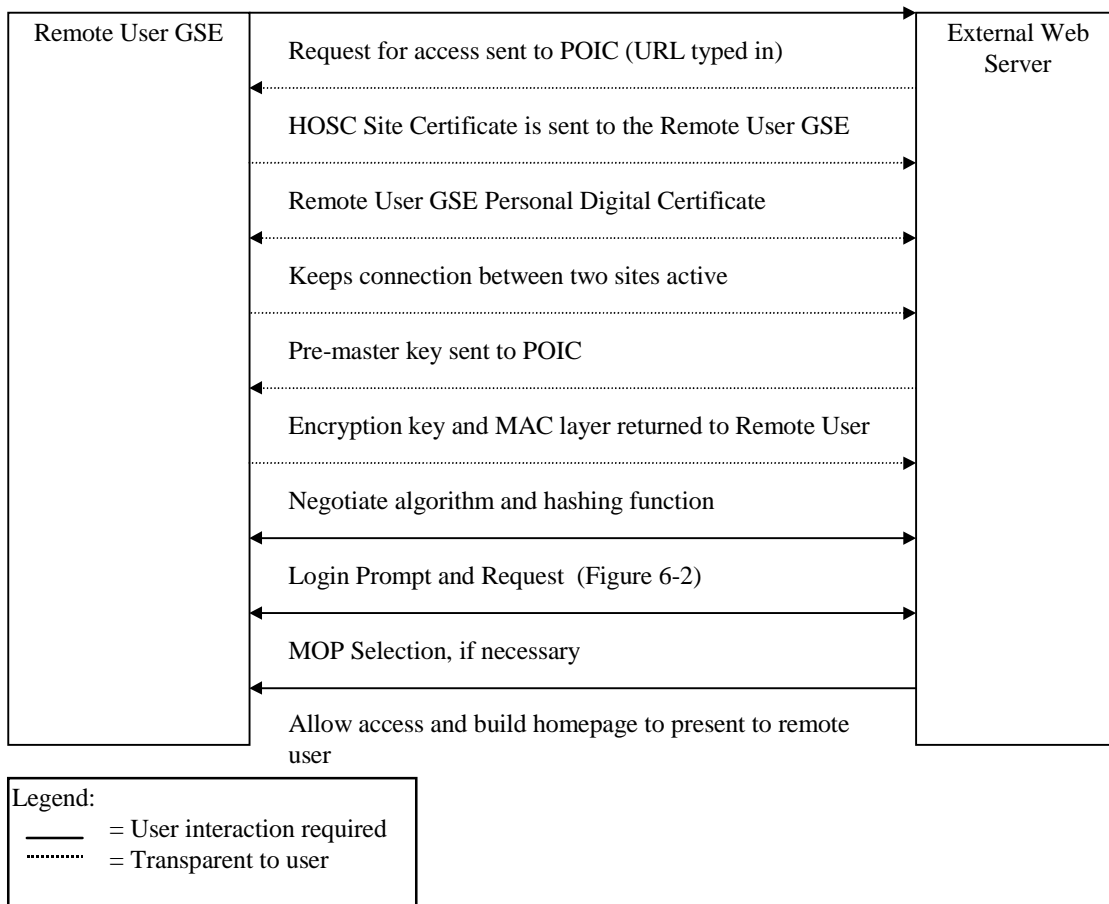 Remote User GSE
External Web
Server
Request for access sent to POIC (URL typed in)
HOSC Site Certificate is sent to the Remote User GSE
Remote User GSE Personal Digital Certificate
Keeps connection between two sites active
Pre-master key sent to POIC
Encryption key and MAC layer returned to Remote User
Negotiate algorithm and hashing function
Login Prompt and Request  (Figure 6-2)
MOP Selection, if necessary
Allow access and build homepage to present to remote
user
Legend:
= User interaction required
= Transparent to user